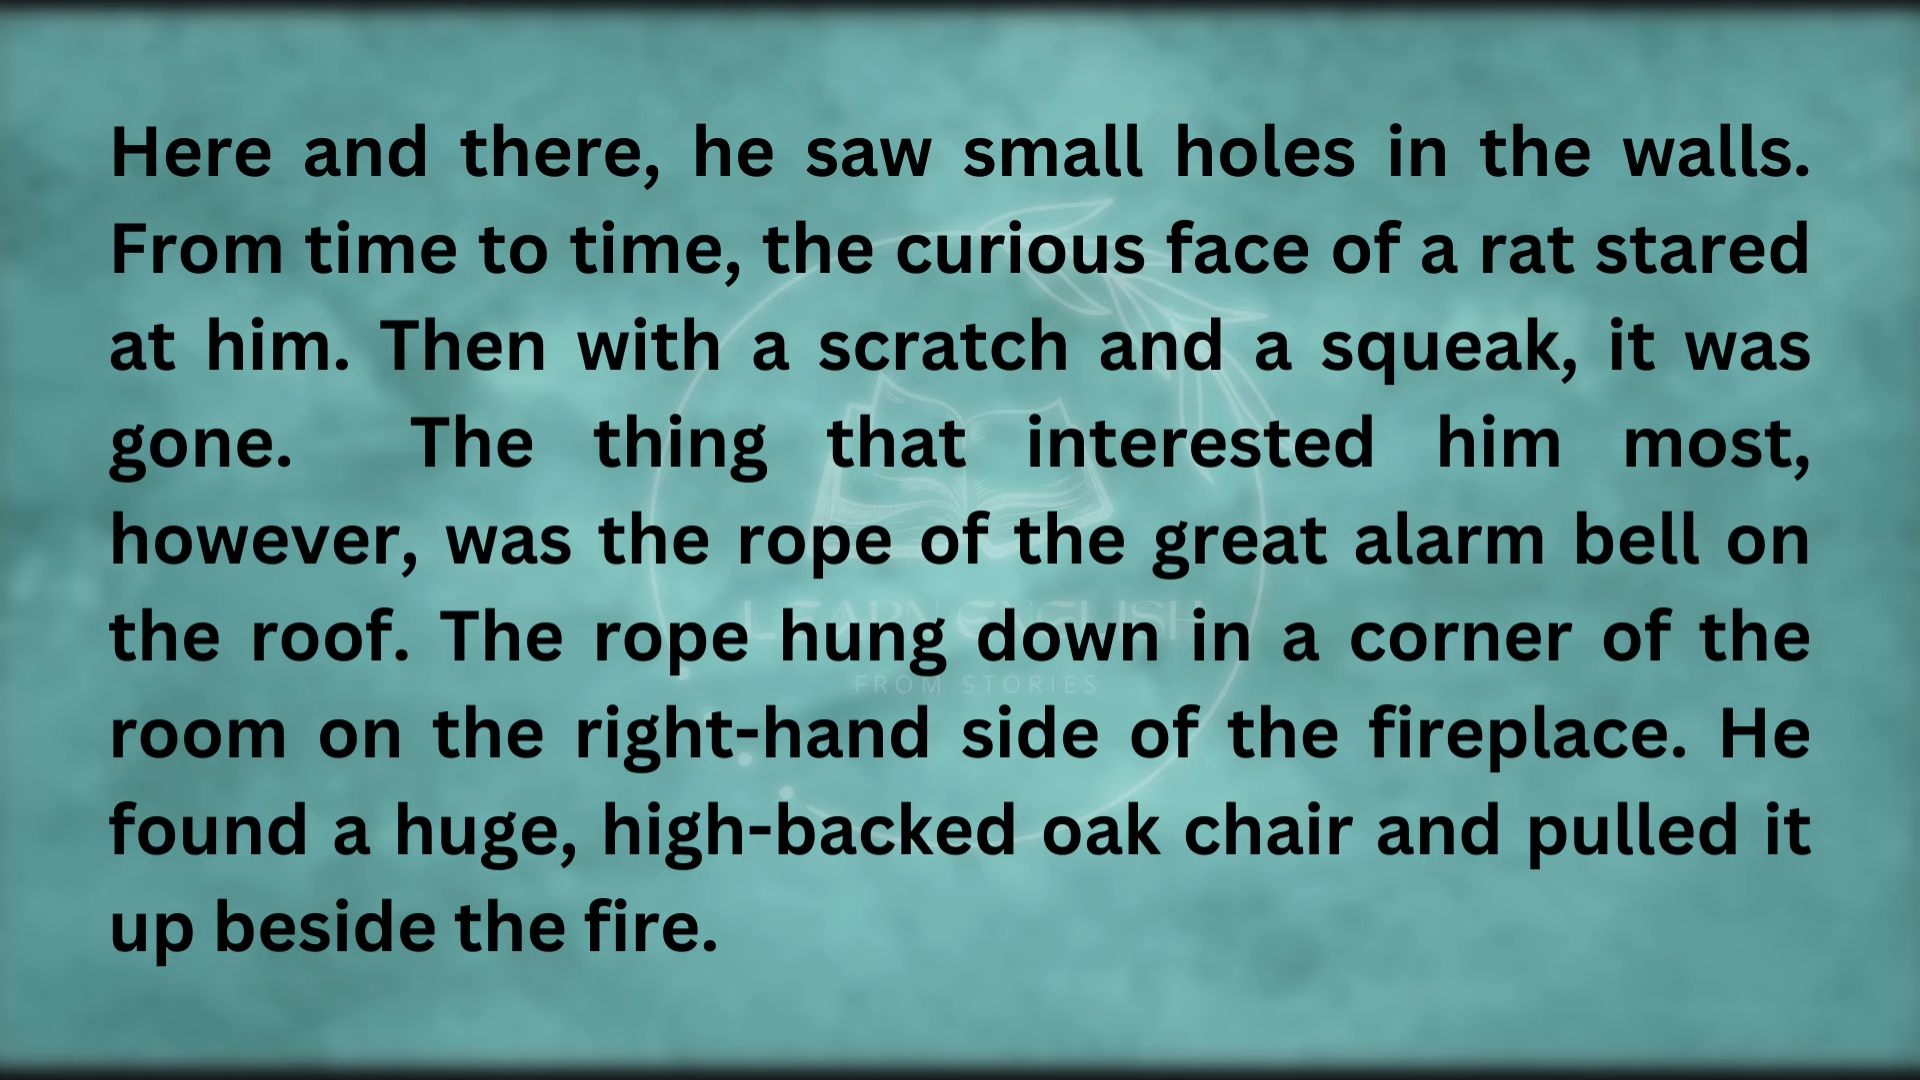 Here and there, he saw small holes in the walls.
From time to time, the curious face of a rat stared
at him. Then with a scratch and a squeak, it was
gone. The thing that interested him most,
however, was the rope of the great alarm bell on
the roof. The rope hung down in a corner of the
room on the right-hand side of the fireplace. He
found a huge, high-backed oak chair and pulled it
up beside the fire.
LEARN ENGLISH
FROM STORIES